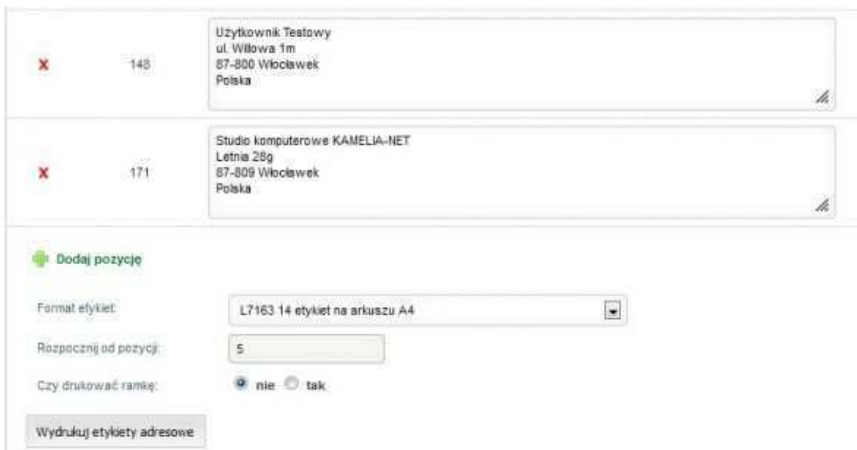 X 148
Użytkownik Testowy
ul. Willowa 1m
87-800 Włocławek
Polska
X 171
Studio komputerowe KAMELIA-NET
Letnia 28g
87-809 Włocławek
Polska
Dodaj pozycję
Format etykiet: L7163 14 etykiet na arkuszu A4
Rozpocznij od pozycji: 5
Czy drukować ramkę: nie tak
Wydrukuj etykiety adresowe